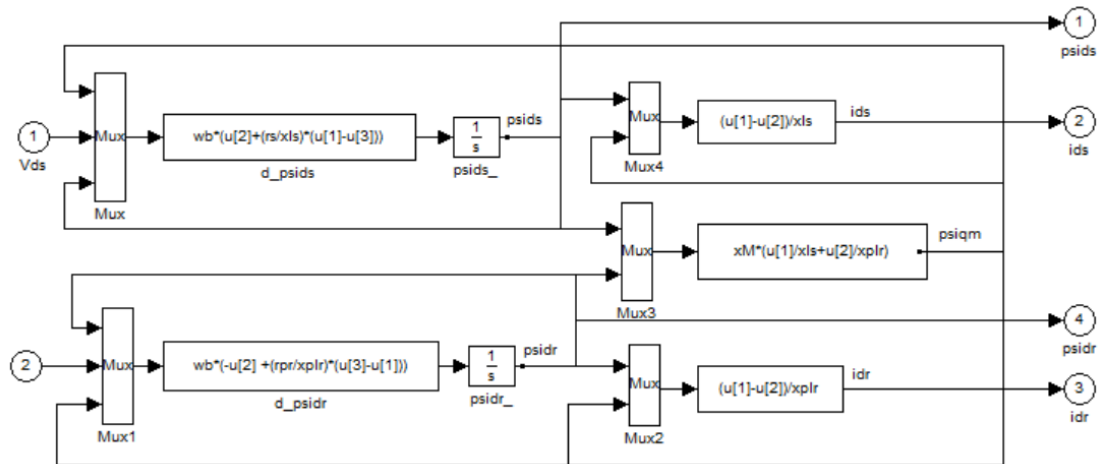 1
psids
1
Vds
Mux
Mux
wb*(u[2]+(rs/xls)*(u[1]-u[3]))
d_psids
1
s
psids_
psids
Mux
Mux4
(u[1]-u[2])/xls
ids
2
ids
Mux
Mux3
xM*(u[1]/xls+u[2]/xplr)
psiqm
2
Mux
Mux1
wb*(-u[2] +(rpr/xplr)*(u[3]-u[1]))
d_psidr
1
s
psidr_
psidr
4
psidr
Mux
Mux2
(u[1]-u[2])/xplr
idr
3
idr